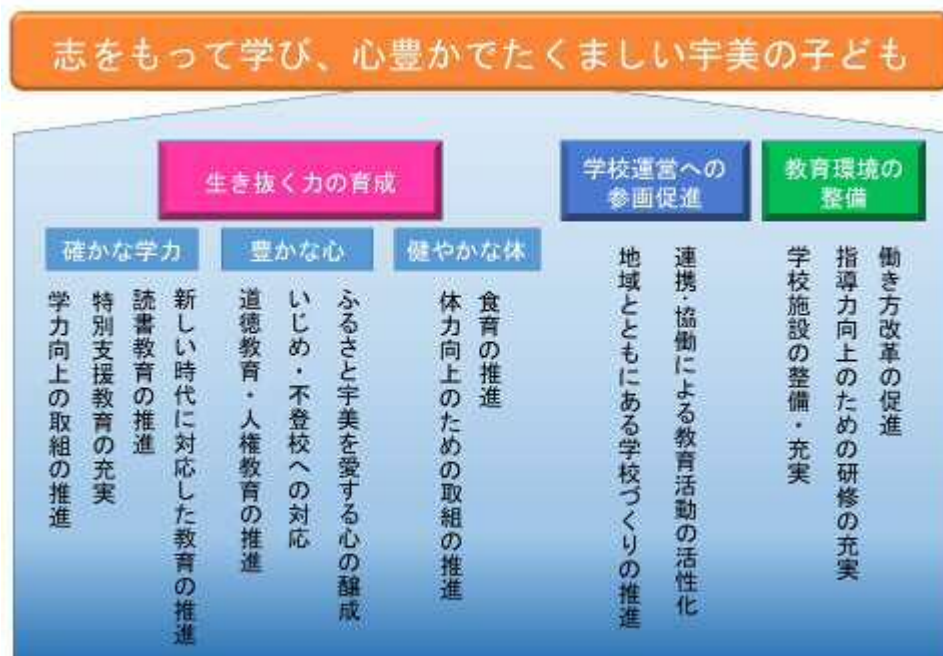 志をもって学び、心豊かでたくましい宇美の子ども
生き抜く力の育成
確かな学力
学力向上の取組の推進
特別支援教育の充実
読書教育の推進
新しい時代に対応した教育の推進
豊かな心
道徳教育・人権教育の推進
いじめ・不登校への対応
ふるさと宇美を愛する心の醸成
健やかな体
体力向上のための取組の推進
食育の推進
学校運営への
参画促進
地域とともにある学校づくりの推進
連携・協働による教育活動の活性化
教育環境の
整備
学校施設の整備・充実
指導力向上のための研修の充実
働き方改革の促進